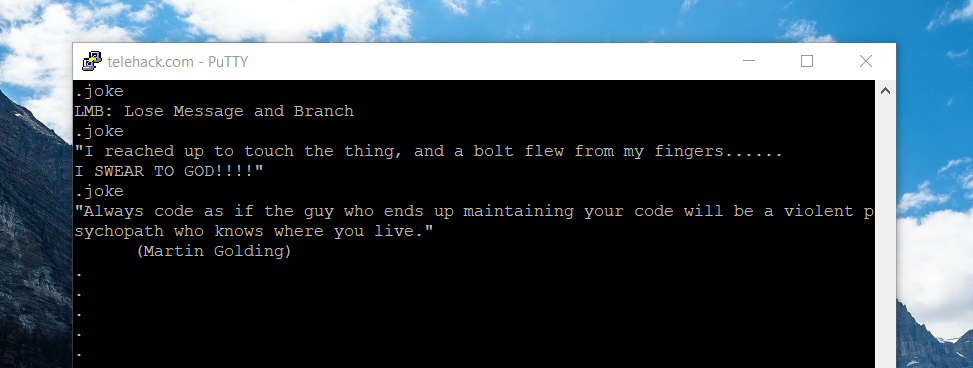 telehack.com - PuTTY
.joke
LMB: Lose Message and Branch
.joke
"I reached up to touch the thing, and a bolt flew from my fingers......
I SWEAR TO GOD!!!!"
.joke
"Always code as if the guy who ends up maintaining your code will be a violent p
sychopath who knows where you live."
(Martin Golding)
.
.
.
.
.